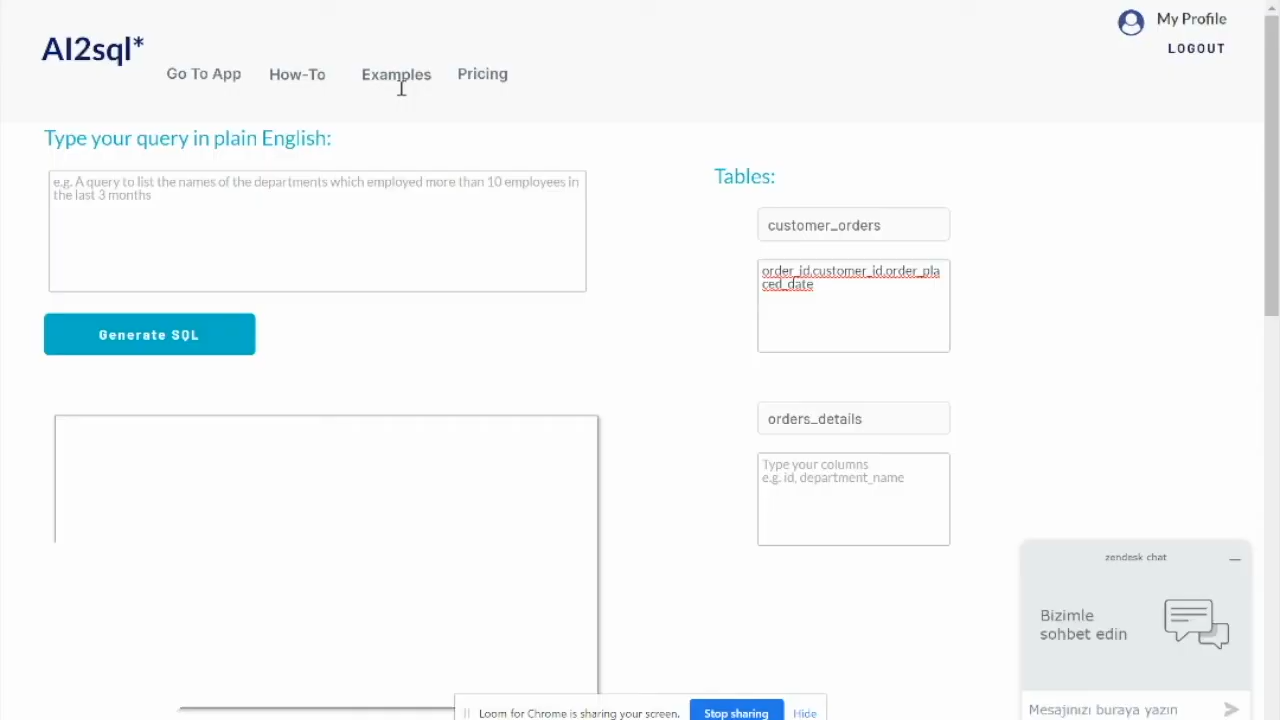 My Profile
LOGOUT
AI2sql*
Go To App
How-To
Examples
Pricing
Type your query in plain English:
e.g. A query to list the names of the departments which employed more than 10 employees in
the last 3 months
Generate SQL
Tables:
customer_orders
order_id.customer_id.order_pla
ced_date
orders_details
Type your columns
e.g. id, department_name
zendesk chat
Bizimle
sohbet edin
Mesajınızı buraya yazın
Loom for Chrome is sharing your screen.
Stop sharing
Hide